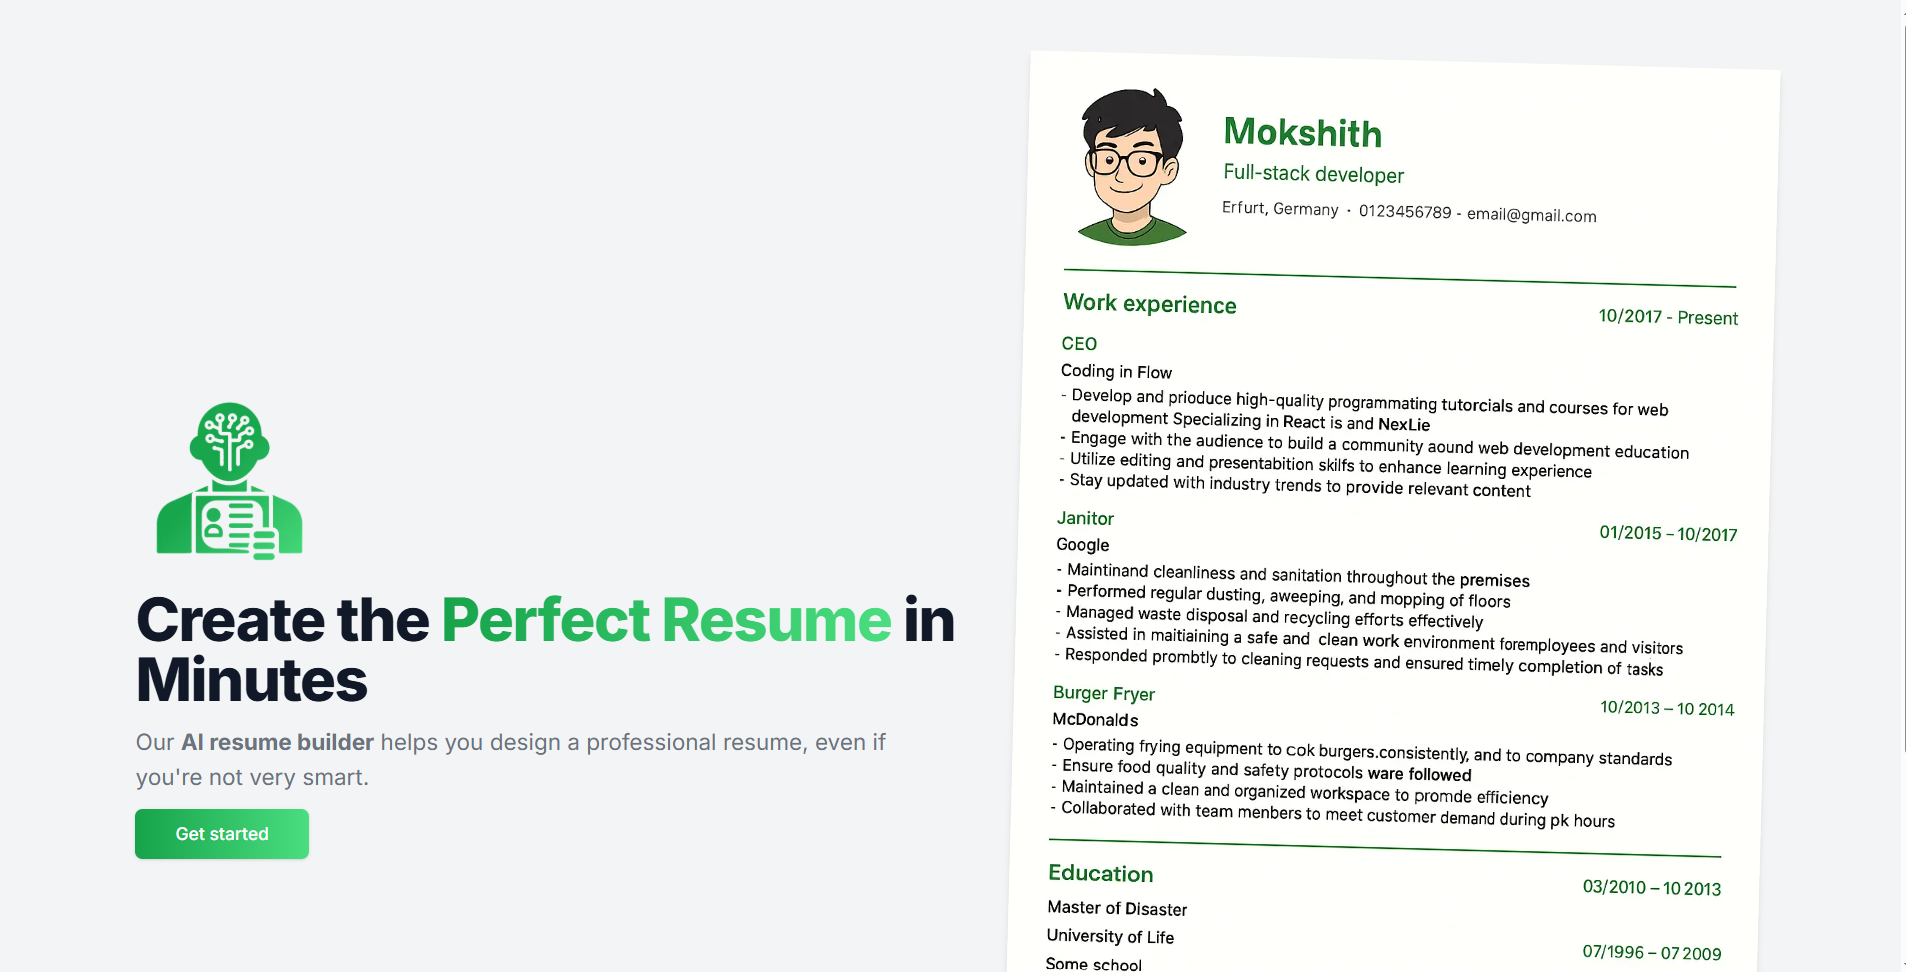 Create the Perfect Resume in
Minutes
Our AI resume builder helps you design a professional resume, even if
you're not very smart.
Get started
Mokshith
Full-stack developer
Erfurt, Germany · 0123456789 - email@gmail.com
Work experience
10/2017 - Present
CEO
Coding in Flow
- Develop and prioduce high-quality programmating tutorcials and courses for web
development Specializing in React is and NexLie
- Engage with the audience to build a community aound web development education
- Utilize editing and presentabition skilfs to enhance learning experience
- Stay updated with industry trends to provide relevant content
Janitor
01/2015 – 10/2017
Google
- Maintinand cleanliness and sanitation throughout the premises
- Performed regular dusting, aweeping, and mopping of floors
- Managed waste disposal and recycling efforts effectively
- Assisted in maitiaining a safe and clean work environment foremployees and visitors
- Responded prombtly to cleaning requests and ensured timely completion of tasks
Burger Fryer
10/2013 – 10 2014
McDonalds
- Operating frying equipment to cok burgers.consistently, and to company standards
- Ensure food quality and safety protocols ware followed
- Maintained a clean and organized workspace to promde efficiency
- Collaborated with team menbers to meet customer demand during pk hours
Education
03/2010 – 10 2013
Master of Disaster
University of Life
07/1996 – 07 2009
Some school